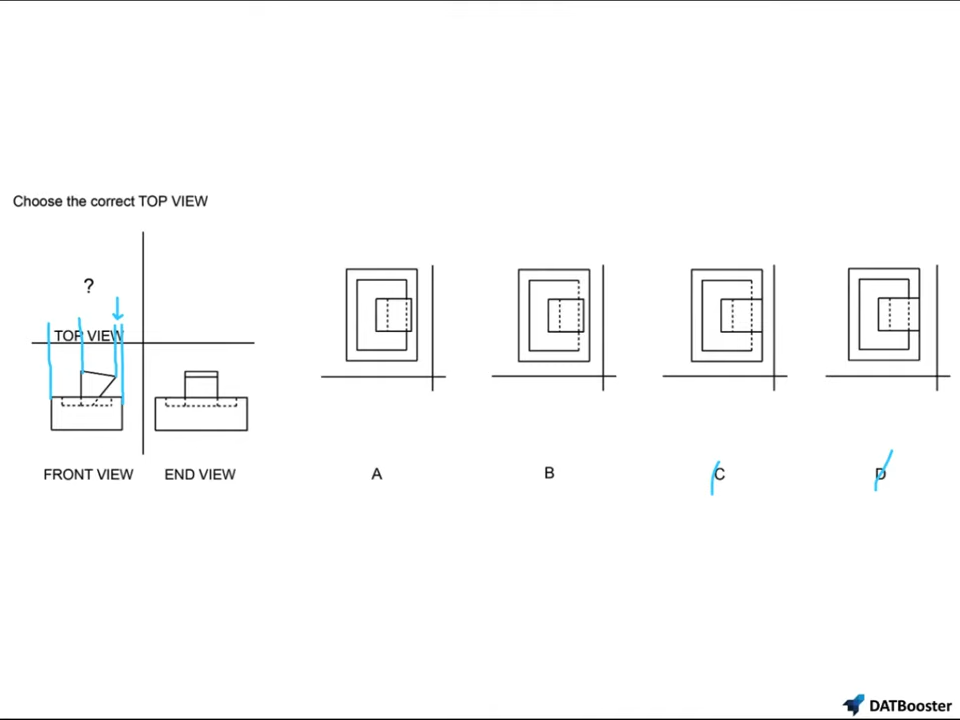 Choose the correct TOP VIEW
?
TOP VIEW
FRONT VIEW
END VIEW
A
B
C
D
DATBooster